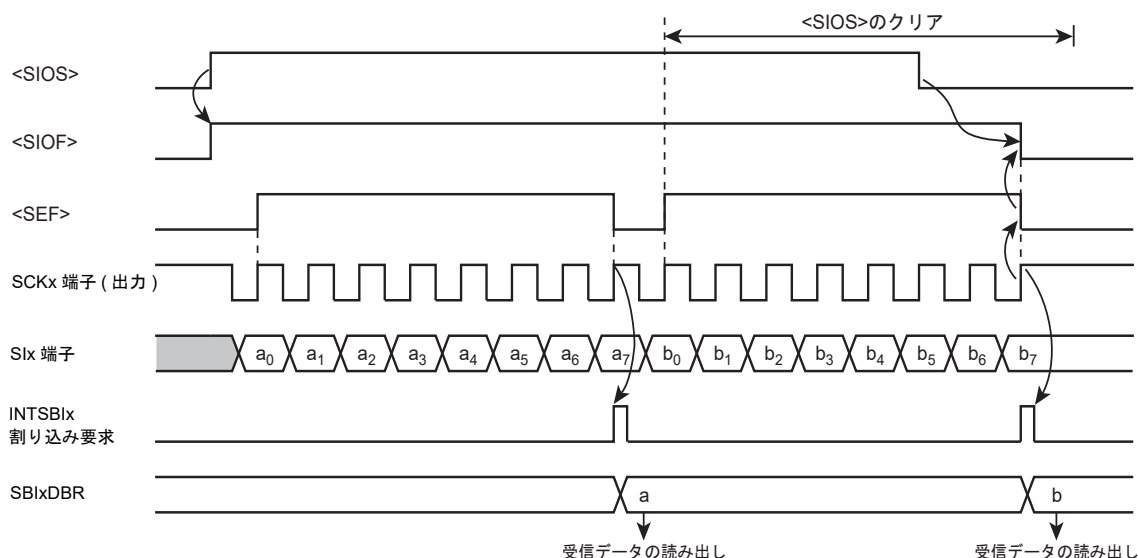 <SIOS>のクリア
<SIOS>
<SIOF>
<SEF>
SCKx 端子 ( 出力 )
SIx 端子
a0 a1 a2 a3 a4 a5 a6 a7 b0 b1 b2 b3 b4 b5 b6 b7
INTSBIx
割り込み要求
SBIxDBR
a b
受信データの読み出し 受信データの読み出し